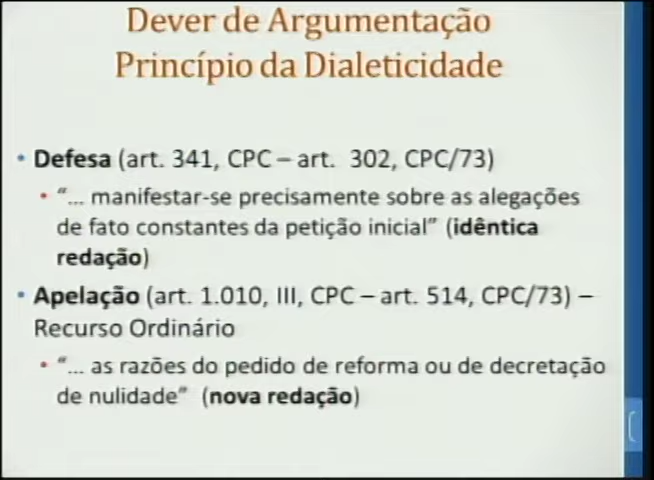 Dever de Argumentação
Princípio da Dialeticidade
• Defesa (art. 341, CPC – art. 302, CPC/73)
• "... manifestar-se precisamente sobre as alegações
de fato constantes da petição inicial" (idêntica
redação)
• Apelação (art. 1.010, III, CPC – art. 514, CPC/73) –
Recurso Ordinário
• "... as razões do pedido de reforma ou de decretação
de nulidade" (nova redação)